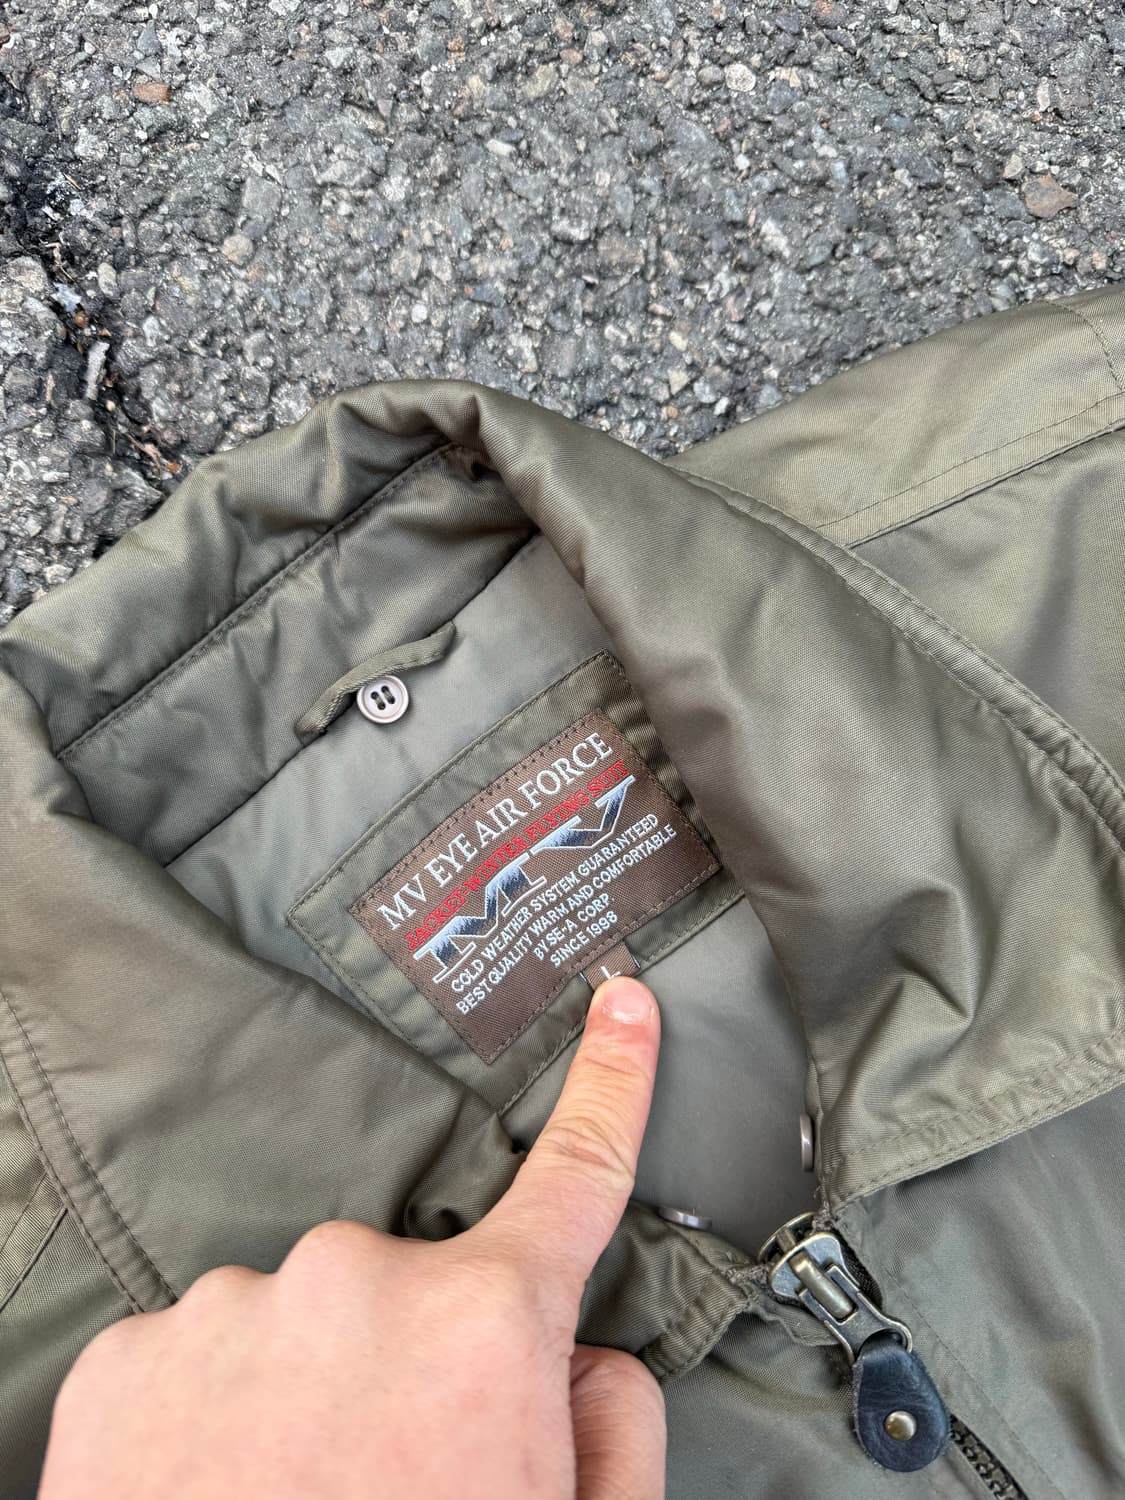 MV EYE AIR FORCE
JACKET-WINTER FLYING SUIT
MV
COLD WEATHER SYSTEM GUARANTEED
BEST QUALITY WARM AND COMFORTABLE
BY SE-A CORP.
SINCE 1998
L